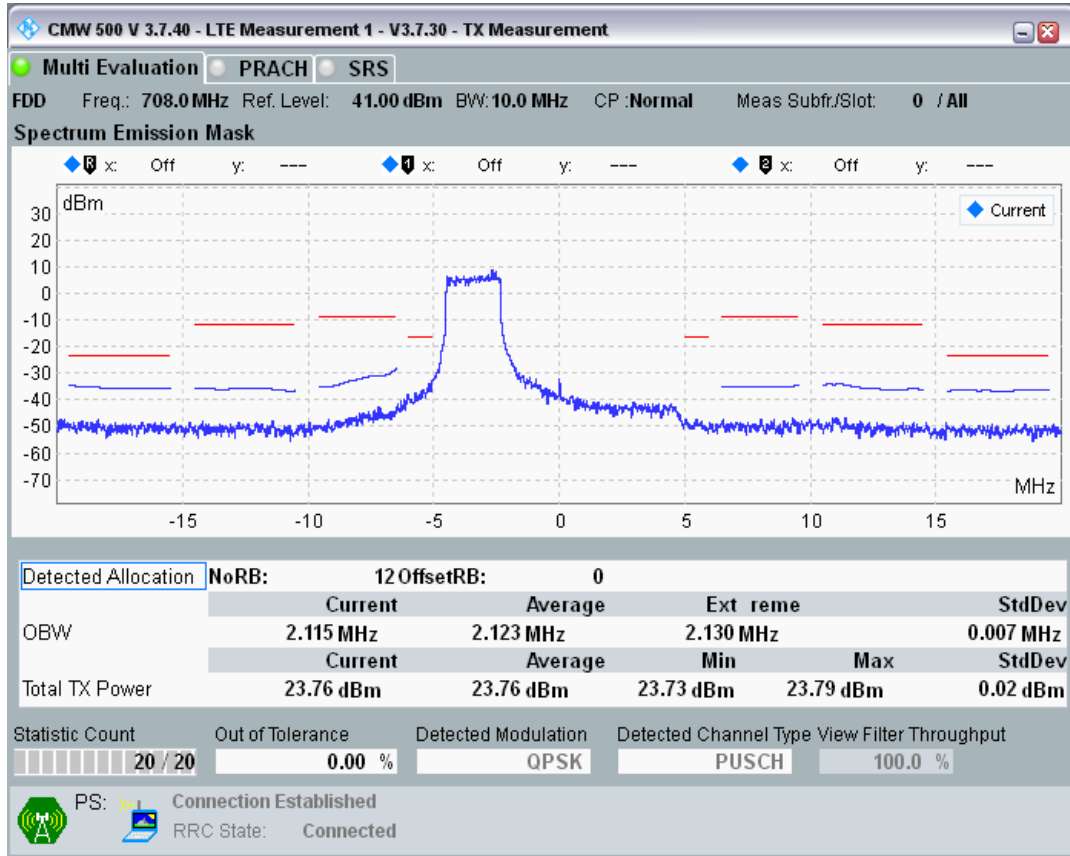 CMW 500 V 3.7.40 - LTE Measurement 1 - V3.7.30 - TX Measurement
Multi Evaluation PRACH SRS
FDD Freq.: 708.0 MHz Ref. Level: 41.00 dBm BW: 10.0 MHz CP :Normal Meas Subfr./Slot: 0 / All
Spectrum Emission Mask
R x: Off y: --- 1 x: Off y: --- 2 x: Off y: ---
dBm
Current
30
20
10
0
-10
-20
-30
-40
-50
-60
-70
MHz
-15 -10 -5 0 5 10 15
Detected Allocation NoRB: 12 OffsetRB: 0
Current Average Ext reme StdDev
OBW 2.115 MHz 2.123 MHz 2.130 MHz 0.007 MHz
Current Average Min Max StdDev
Total TX Power 23.76 dBm 23.76 dBm 23.73 dBm 23.79 dBm 0.02 dBm
Statistic Count Out of Tolerance Detected Modulation Detected Channel Type View Filter Throughput
20 / 20 0.00 % QPSK PUSCH 100.0 %
PS: Connection Established
RRC State: Connected